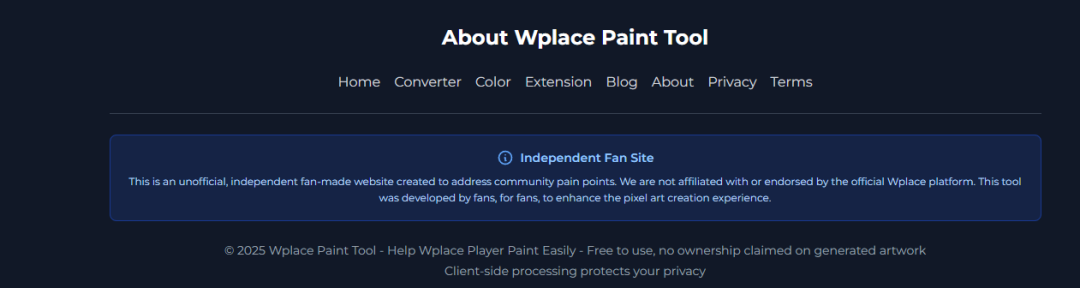 About Wplace Paint Tool
Home Converter Color Extension Blog About Privacy Terms
Independent Fan Site
This is an unofficial, independent fan-made website created to address community pain points. We are not affiliated with or endorsed by the official Wplace platform. This tool
was developed by fans, for fans, to enhance the pixel art creation experience.
© 2025 Wplace Paint Tool - Help Wplace Player Paint Easily - Free to use, no ownership claimed on generated artwork
Client-side processing protects your privacy